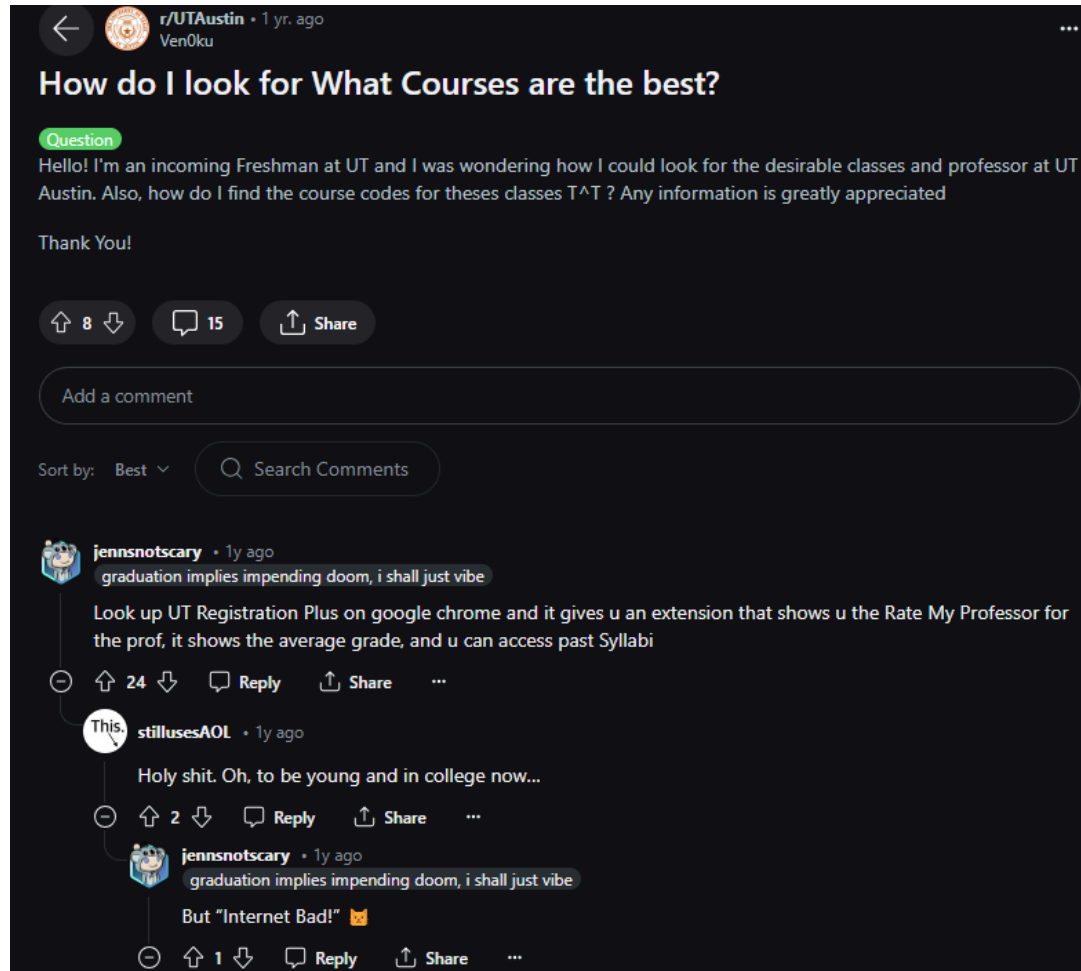 r/UTAustin • 1 yr. ago
Ven0ku
How do I look for What Courses are the best?
Question
Hello! I'm an incoming Freshman at UT and I was wondering how I could look for the desirable classes and professor at UT
Austin. Also, how do I find the course codes for theses classes T^T ? Any information is greatly appreciated
Thank You!
8 15 Share
Add a comment
Sort by: Best Search Comments
jennsnotscary • 1y ago
graduation implies impending doom, i shall just vibe
Look up UT Registration Plus on google chrome and it gives u an extension that shows u the Rate My Professor for
the prof, it shows the average grade, and u can access past Syllabi
24 Reply Share
This. stillusesAOL • 1y ago
Holy shit. Oh, to be young and in college now...
2 Reply Share
jennsnotscary • 1y ago
graduation implies impending doom, i shall just vibe
But “Internet Bad!” 😾
1 Reply Share